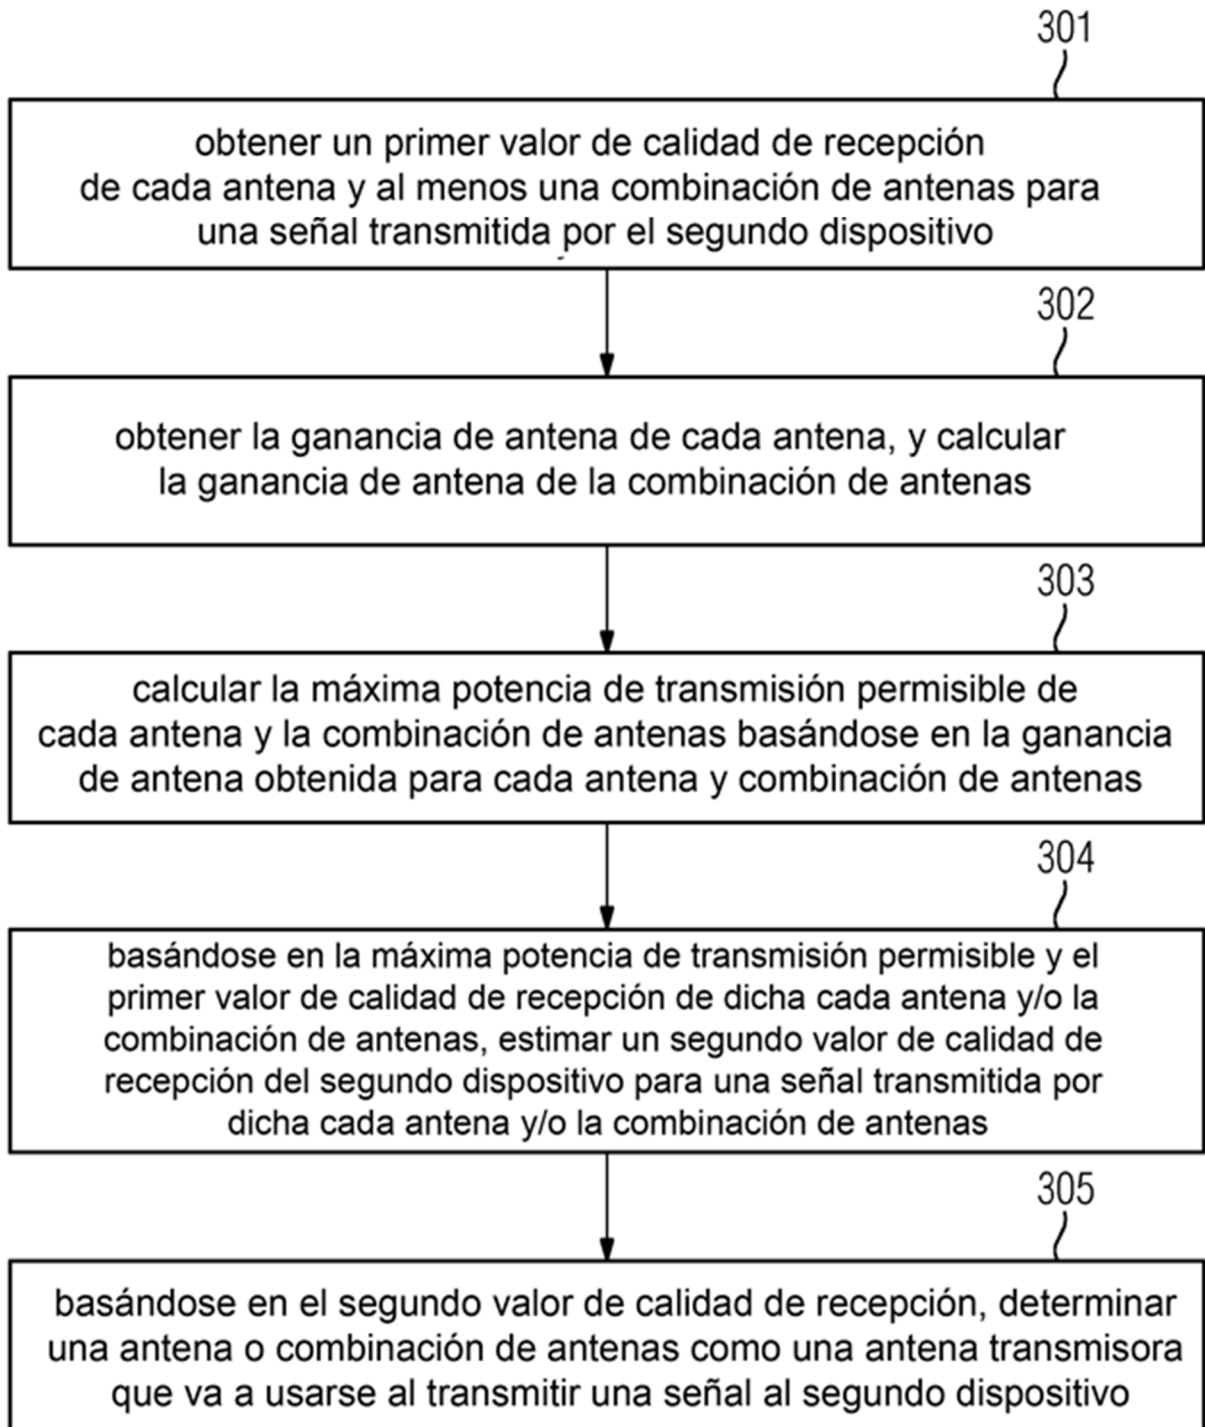 301
obtener un primer valor de calidad de recepción
de cada antena y al menos una combinación de antenas para
una señal transmitida por el segundo dispositivo
302
obtener la ganancia de antena de cada antena, y calcular
la ganancia de antena de la combinación de antenas
303
calcular la máxima potencia de transmisión permisible de
cada antena y la combinación de antenas basándose en la ganancia
de antena obtenida para cada antena y combinación de antenas
304
basándose en la máxima potencia de transmisión permisible y el
primer valor de calidad de recepción de dicha cada antena y/o la
combinación de antenas, estimar un segundo valor de calidad de
recepción del segundo dispositivo para una señal transmitida por
dicha cada antena y/o la combinación de antenas
305
basándose en el segundo valor de calidad de recepción, determinar
una antena o combinación de antenas como una antena transmisora
que va a usarse al transmitir una señal al segundo dispositivo